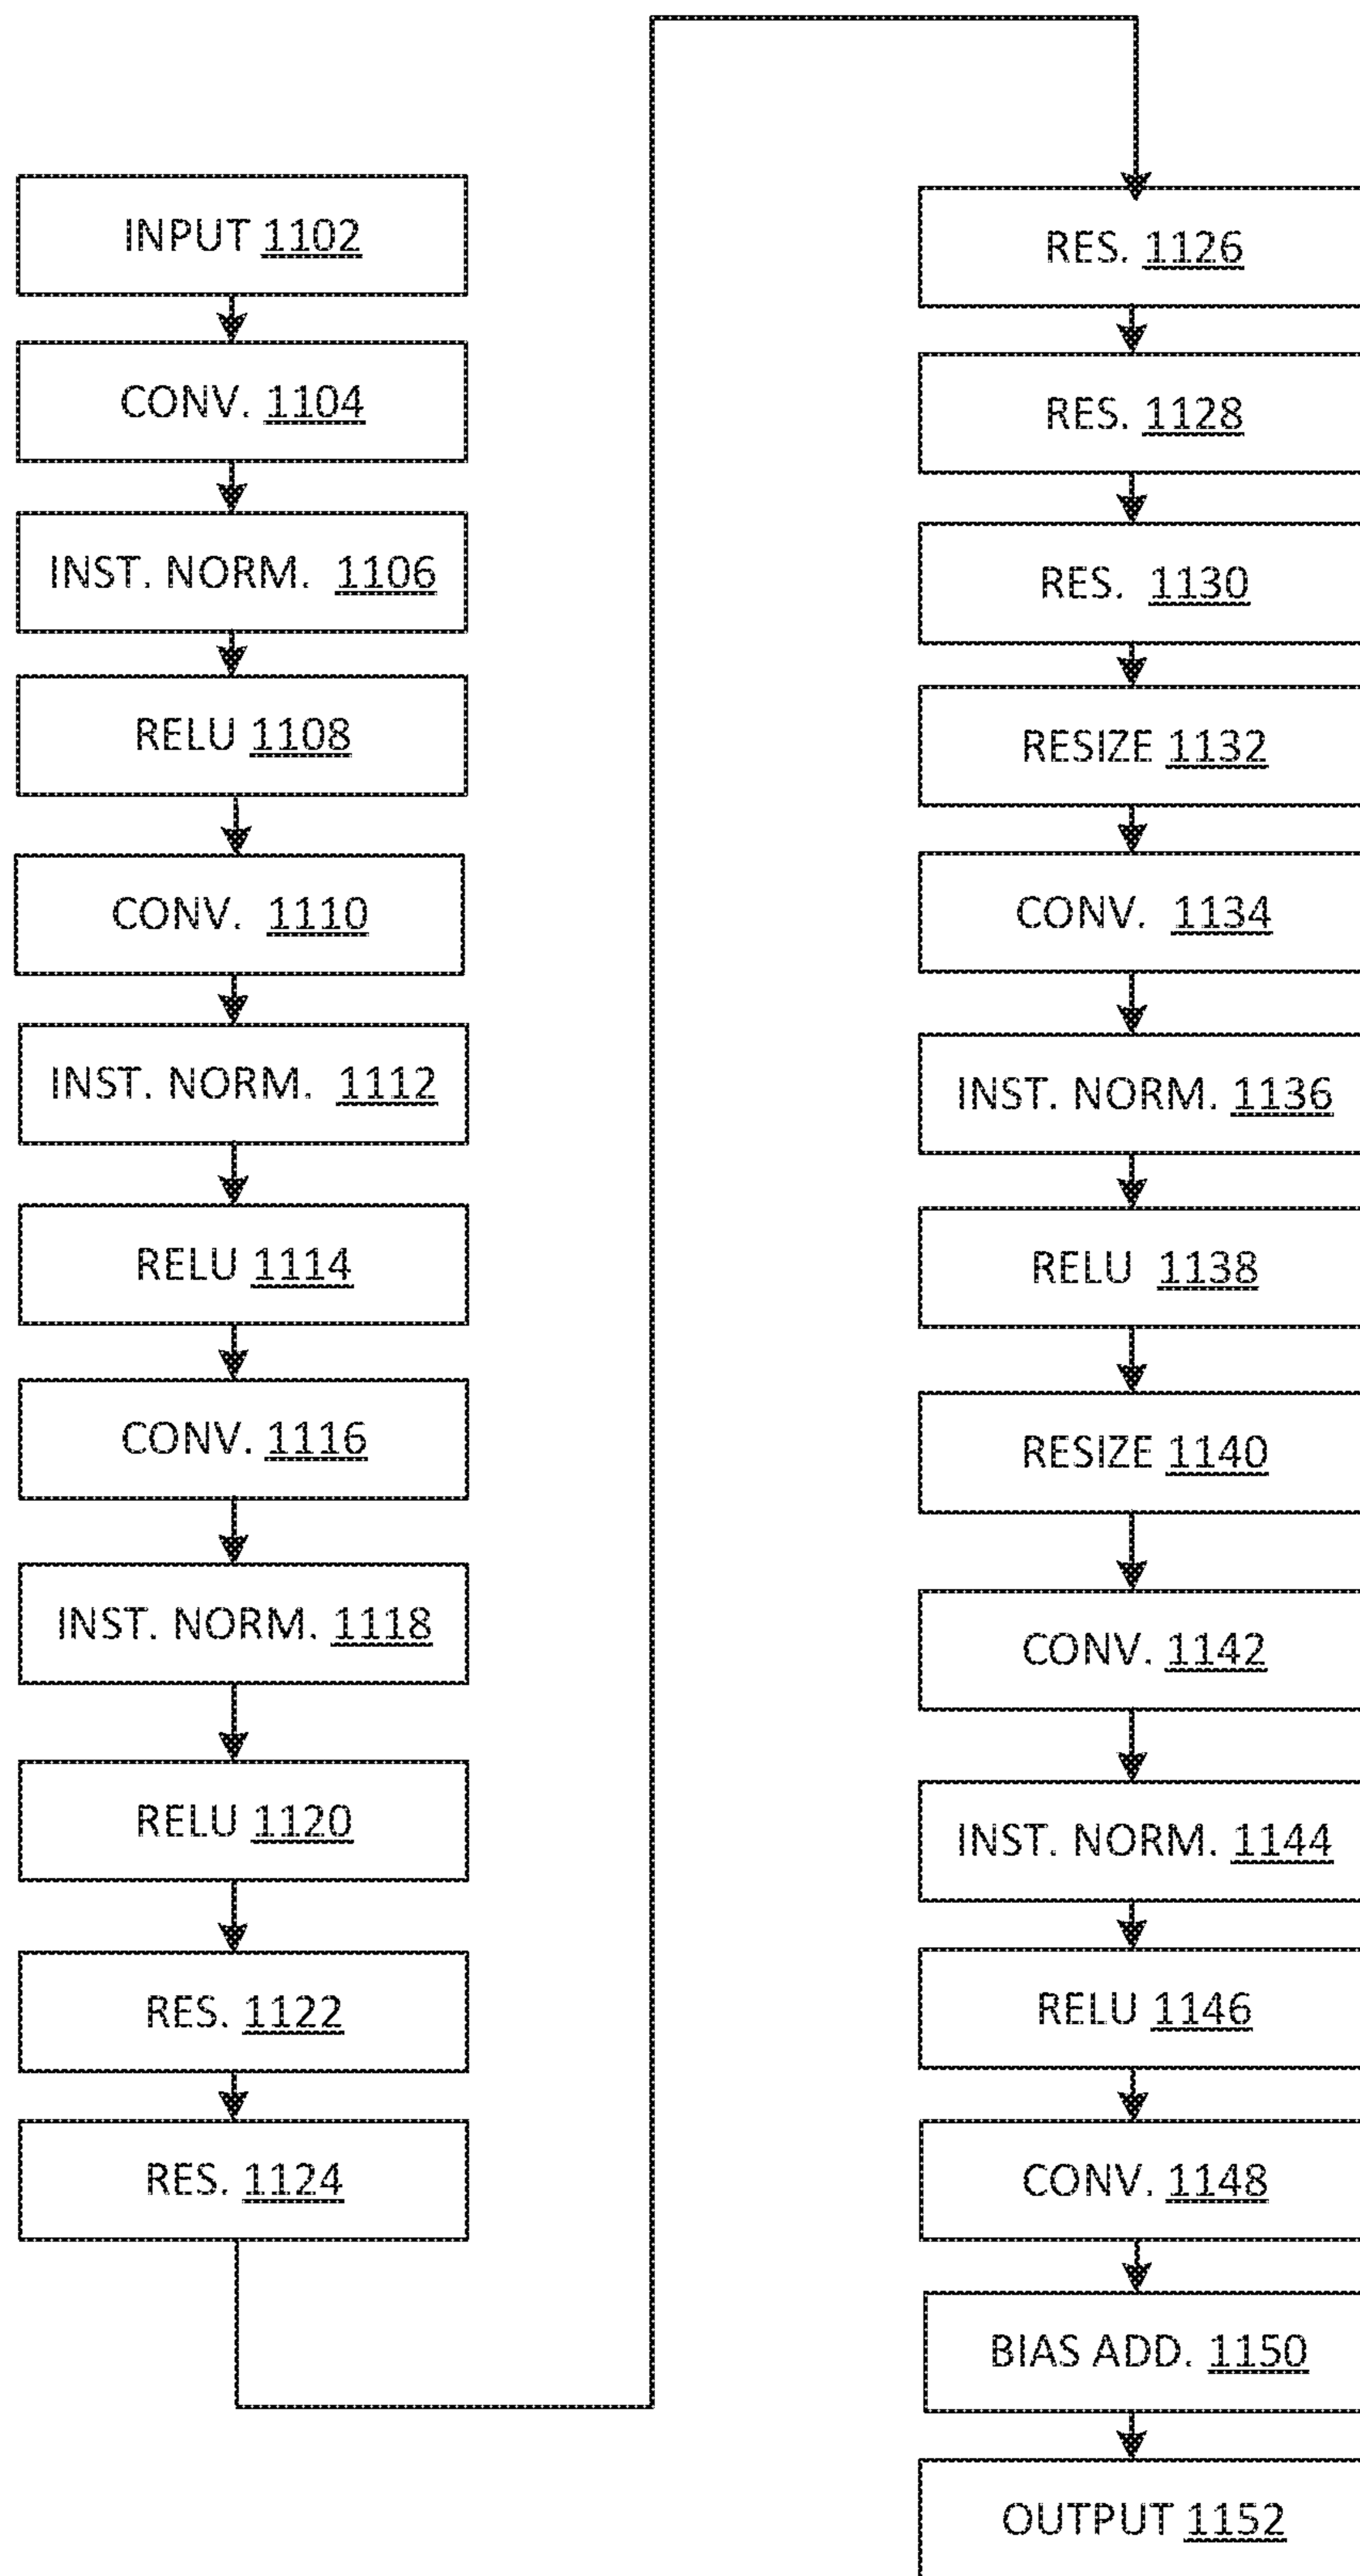 INPUT 1102
CONV. 1104
INST. NORM. 1106
RELU 1108
CONV. 1110
INST. NORM. 1112
RELU 1114
CONV. 1116
INST. NORM. 1118
RELU 1120
RES. 1122
RES. 1124
RES. 1126
RES. 1128
RES. 1130
RESIZE 1132
CONV. 1134
INST. NORM. 1136
RELU 1138
RESIZE 1140
CONV. 1142
INST. NORM. 1144
RELU 1146
CONV. 1148
BIAS ADD. 1150
OUTPUT 1152